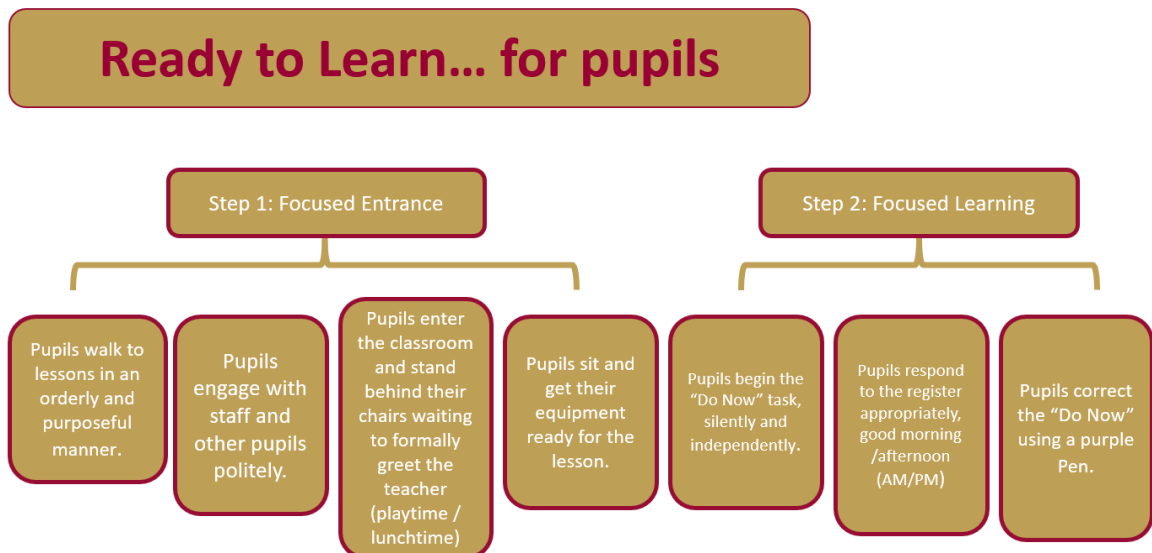 Ready to Learn... for pupils
Step 1: Focused Entrance
Step 2: Focused Learning
Pupils walk to
lessons in an
orderly and
purposeful
manner.
Pupils
engage with
staff and
other pupils
politely.
Pupils enter
the classroom
and stand
behind their
chairs waiting
to formally
greet the
teacher
(playtime /
lunchtime)
Pupils sit and
get their
equipment
ready for the
lesson.
Pupils begin the
“Do Now” task,
silently and
independently.
Pupils respond
to the register
appropriately,
good morning
/afternoon
(AM/PM)
Pupils correct
the “Do Now”
using a purple
Pen.